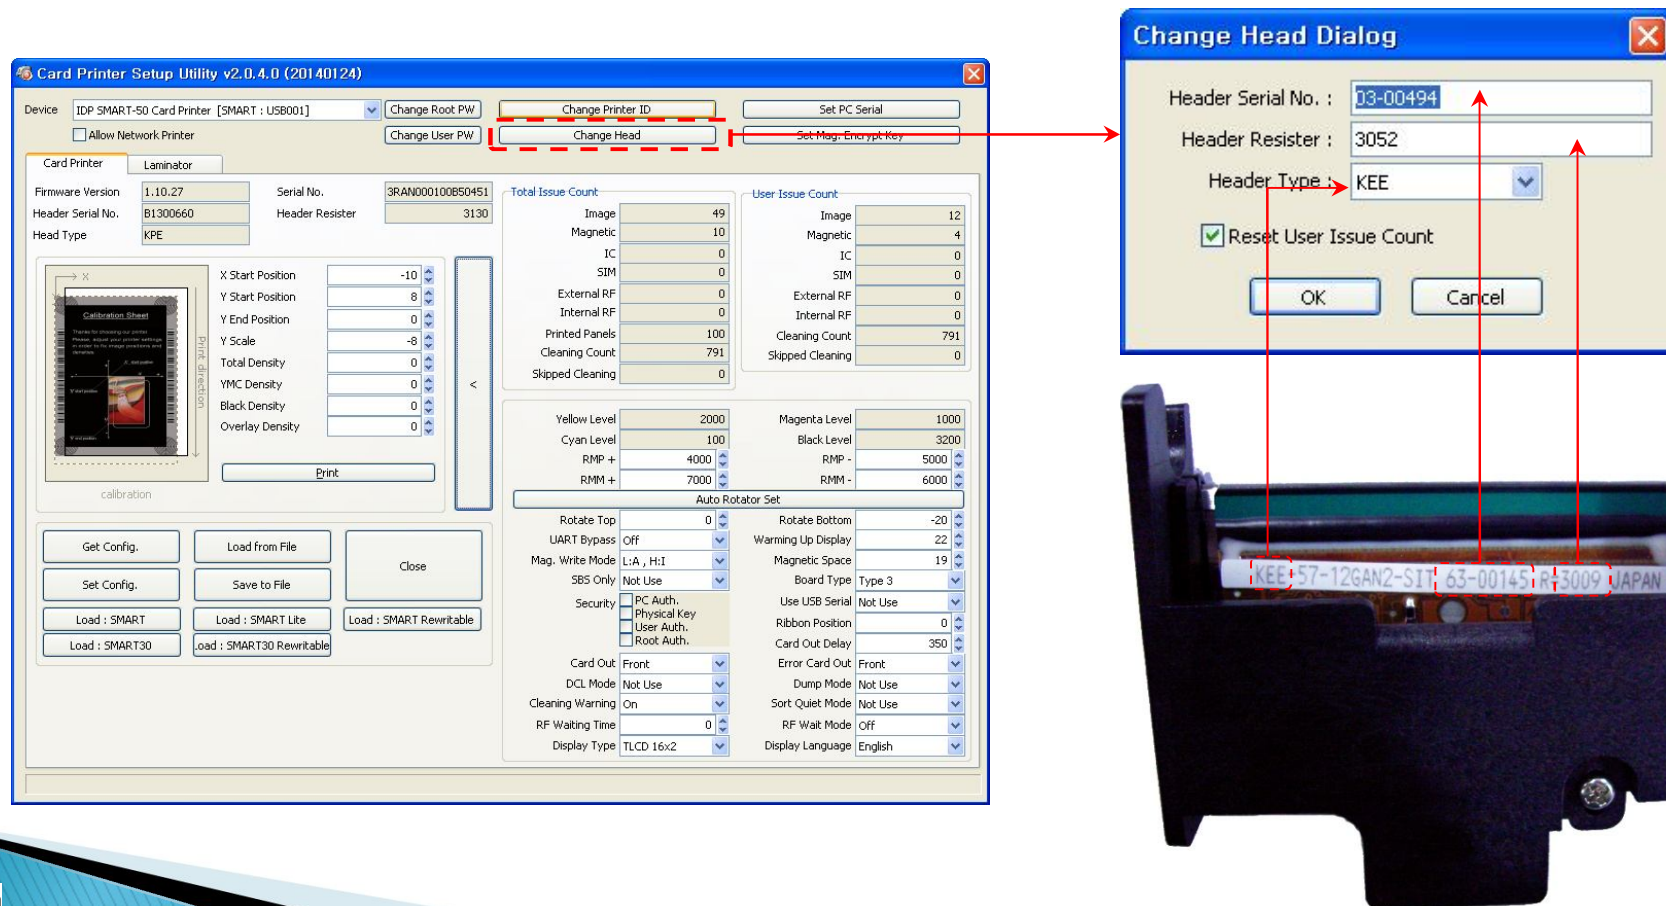 Card Printer Setup Utility v2.0.4.0 (20140124)
Device IDP SMART-50 Card Printer [SMART : USB001] Change Root PW Change Printer ID Set PC Serial
Allow Network Printer Change User PW Change Head Set Mag. Encrypt Key
Card Printer Laminator
Firmware Version 1.10.27 Serial No. 3RAN000100B50451
Header Serial No. B1300660 Header Resister 3130
Head Type KPE
X
Calibration Sheet
Print direction
calibration
X Start Position -10
Y Start Position 8
Y End Position 0
Y Scale -8
Total Density 0
YMC Density 0
Black Density 0
Overlay Density 0
Print
<
Get Config. Load from File Close
Set Config. Save to File
Load : SMART Load : SMART Lite Load : SMART Rewritable
Load : SMART30 .oad : SMART30 Rewritable
Total Issue Count
Image 49
Magnetic 10
IC 0
SIM 0
External RF 0
Internal RF 0
Printed Panels 100
Cleaning Count 791
Skipped Cleaning 0
User Issue Count
Image 12
Magnetic 4
IC 0
SIM 0
External RF 0
Internal RF 0
Cleaning Count 791
Skipped Cleaning 0
Yellow Level 2000 Magenta Level 1000
Cyan Level 100 Black Level 3200
RMP + 4000 RMP - 5000
RMM + 7000 RMM - 6000
Auto Rotator Set
Rotate Top 0 Rotate Bottom -20
UART Bypass Off Warming Up Display 22
Mag. Write Mode L:A , H:I Magnetic Space 19
SBS Only Not Use Board Type Type 3
Security PC Auth. Use USB Serial Not Use
Physical Key
User Auth. Ribbon Position 0
Root Auth. Card Out Delay 350
Card Out Front Error Card Out Front
DCL Mode Not Use Dump Mode Not Use
Cleaning Warning On Sort Quiet Mode Not Use
RF Waiting Time 0 RF Wait Mode Off
Display Type TLCD 16x2 Display Language English
Change Head Dialog
Header Serial No. : 03-00494
Header Resister : 3052
Header Type : KEE
Reset User Issue Count
OK Cancel
KEE-57-12GAN2-SIT 63-00145 R=3009 JAPAN